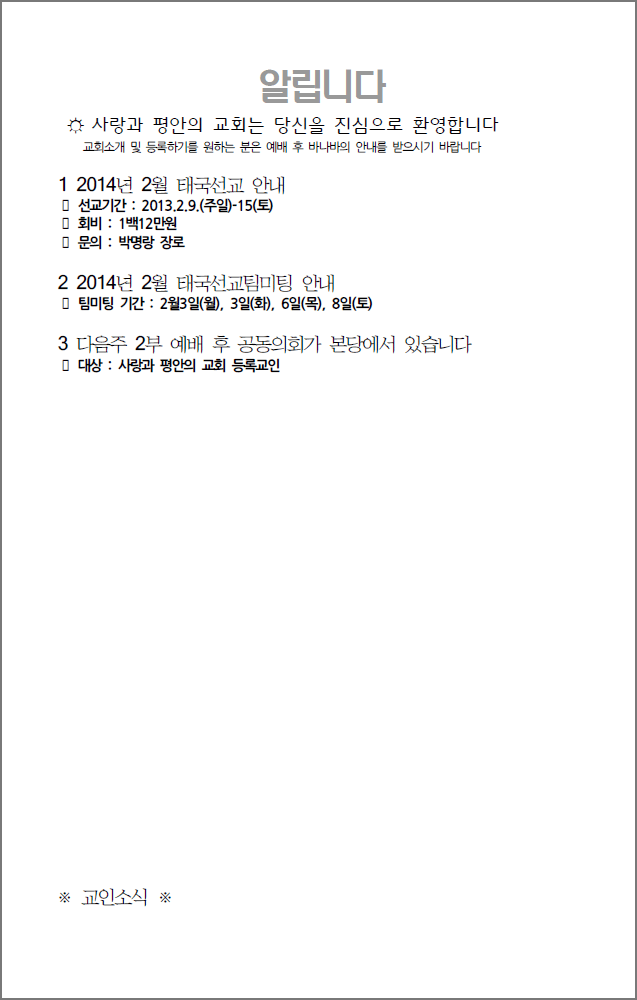 알립니다
☼ 사랑과 평안의 교회는 당신을 진심으로 환영합니다
교회소개 및 등록하기를 원하는 분은 예배 후 바나바의 안내를 받으시기 바랍니다
1 2014년 2월 태국선교 안내
▯ 선교기간 : 2013.2.9.(주일)-15(토)
▯ 회비 : 1백12만원
▯ 문의 : 박명랑 장로
2 2014년 2월 태국선교팀미팅 안내
▯ 팀미팅 기간 : 2월3일(월), 3일(화), 6일(목), 8일(토)
3 다음주 2부 예배 후 공동의회가 본당에서 있습니다
▯ 대상 : 사랑과 평안의 교회 등록교인
※ 교인소식 ※